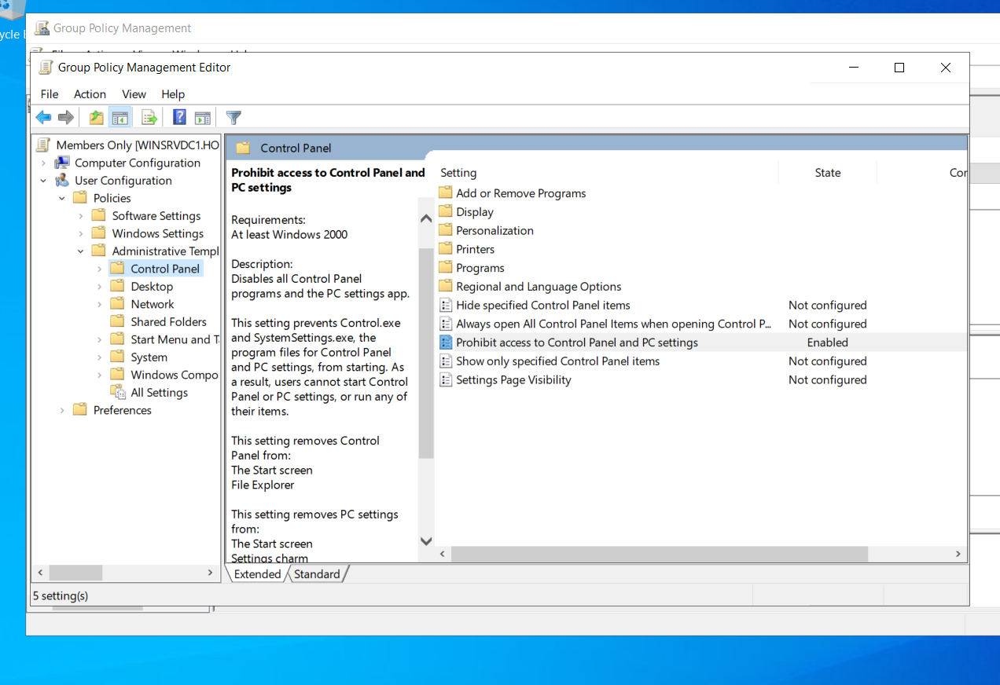 ycle
Group Policy Management
Group Policy Management Editor
File Action View Help
Members Only [WINSRVDC1.HO
Computer Configuration
User Configuration
Policies
Software Settings
Windows Settings
Administrative Templ
Control Panel
Desktop
Network
Shared Folders
Start Menu and T
System
Windows Compo
All Settings
Preferences
Control Panel
Prohibit access to Control Panel and
PC settings
Requirements:
At least Windows 2000
Description:
Disables all Control Panel
programs and the PC settings app.
This setting prevents Control.exe
and SystemSettings.exe, the
program files for Control Panel
and PC settings, from starting. As
a result, users cannot start Control
Panel or PC settings, or run any of
their items.
This setting removes Control
Panel from:
The Start screen
File Explorer
This setting removes PC settings
from:
The Start screen
Settings charm
Setting State Cor
Add or Remove Programs
Display
Personalization
Printers
Programs
Regional and Language Options
Hide specified Control Panel items Not configured
Always open All Control Panel Items when opening Control P... Not configured
Prohibit access to Control Panel and PC settings Enabled
Show only specified Control Panel items Not configured
Settings Page Visibility Not configured
Extended Standard
5 setting(s)